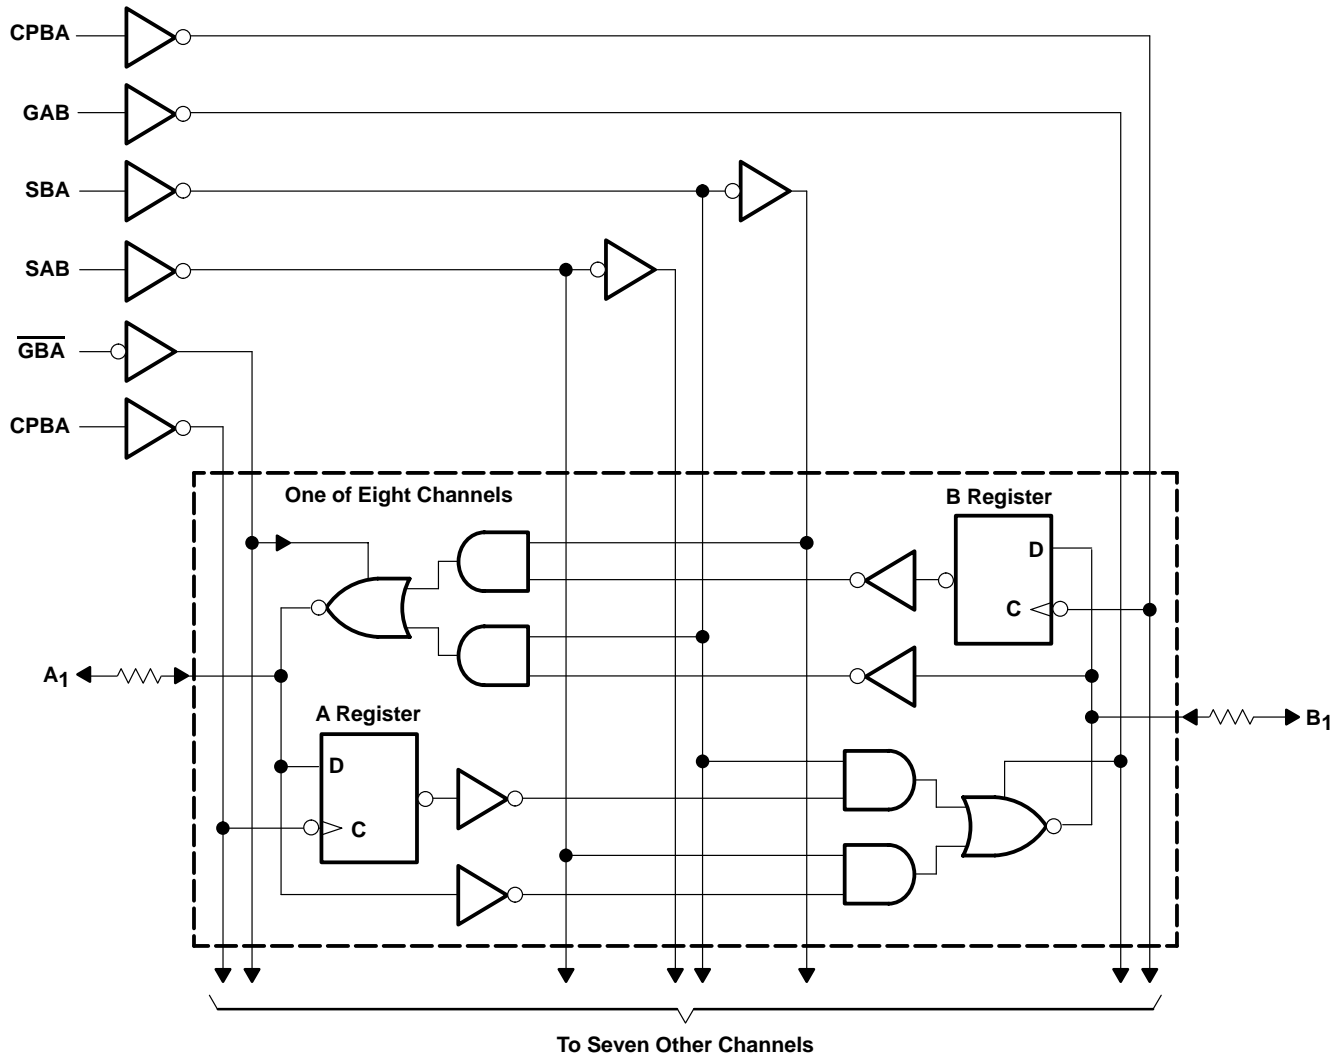 CPBA
GAB
SBA
SAB
GBA
CPBA
One of Eight Channels
B Register
D
C
A1
A Register
D
C
B1
To Seven Other Channels